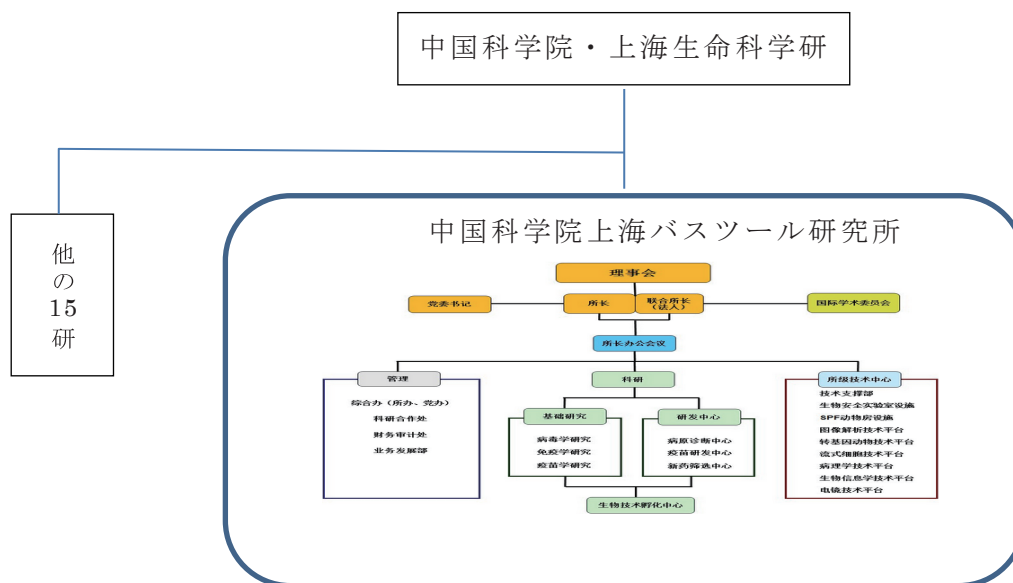 中国科学院・上海生命科学研
他の15研
中国科学院上海バスツール研究所
理事会
党委书记
所长
联合所长
（法人）
国际学术委员会
所长办公会议
管理
综合办（所办、党办）
科研合作处
财务审计处
业务发展部
科研
基础研究
病毒学研究
免疫学研究
疫苗学研究
研发中心
病原诊断中心
疫苗研发中心
新药筛选中心
生物技术孵化中心
所级技术中心
技术支撑部
生物安全实验室设施
SPF动物房设施
图像解析技术平台
转基因动物技术平台
流式细胞技术平台
病理学技术平台
生物信息学技术平台
电镜技术平台